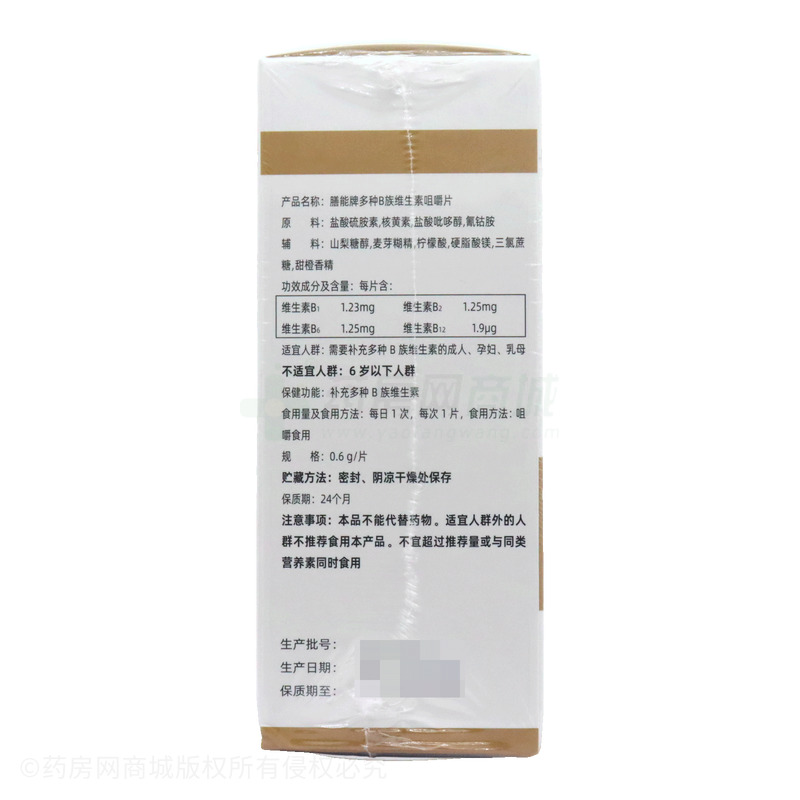 产品名称：膳能牌多种B族维生素咀嚼片
原 料：盐酸硫胺素,核黄素,盐酸吡哆醇,氰钴胺
辅 料：山梨糖醇,麦芽糊精,柠檬酸,硬脂酸镁,三氯蔗
糖,甜橙香精
功效成分及含量：每片含：
维生素B₁ 1.23mg 维生素B₂ 1.25mg
维生素B₆ 1.25mg 维生素B₁₂ 1.9μg
适宜人群：需要补充多种 B 族维生素的成人、孕妇、乳母
不适宜人群：6 岁以下人群
保健功能：补充多种 B 族维生素
食用量及食用方法：每日 1 次，每次 1 片，食用方法：咀
嚼食用
规 格：0.6 g/片
贮藏方法：密封、阴凉干燥处保存
保质期：24个月
注意事项：本品不能代替药物。适宜人群外的人
群不推荐食用本产品。不宜超过推荐量或与同类
营养素同时食用
生产批号：
生产日期：
保质期至：
药房网商城
www.yaofangwang.com
©药房网商城版权所有侵权必究